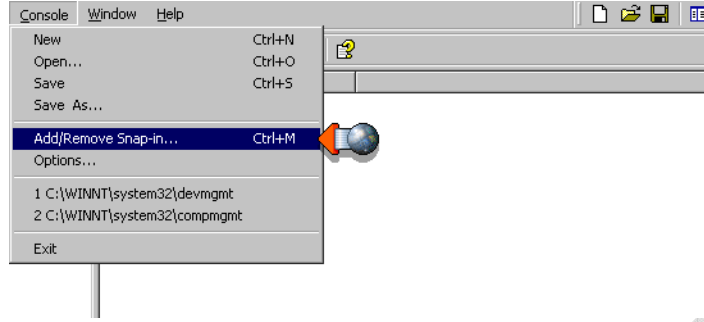 Console Window Help
New Ctrl+N
Open... Ctrl+O
Save Ctrl+S
Save As...
Add/Remove Snap-in... Ctrl+M
Options...
1 C:\WINNT\system32\devmgmt
2 C:\WINNT\system32\compmgmt
Exit